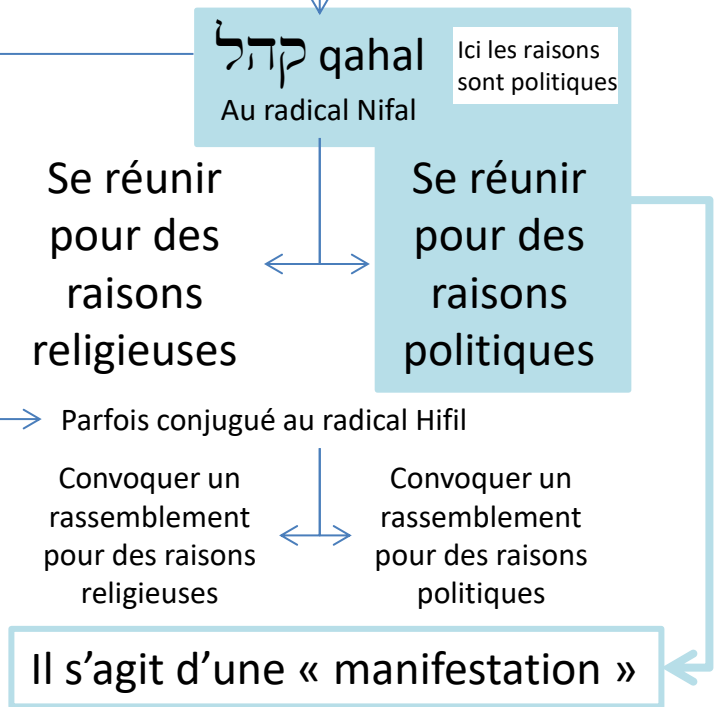 קהל qahal
Au radical Nifal
Ici les raisons
sont politiques
Se réunir
pour des
raisons
religieuses
Se réunir
pour des
raisons
politiques
Parfois conjugué au radical Hifil
Convoquer un
rassemblement
pour des raisons
religieuses
Convoquer un
rassemblement
pour des raisons
politiques
Il s’agit d’une « manifestation »